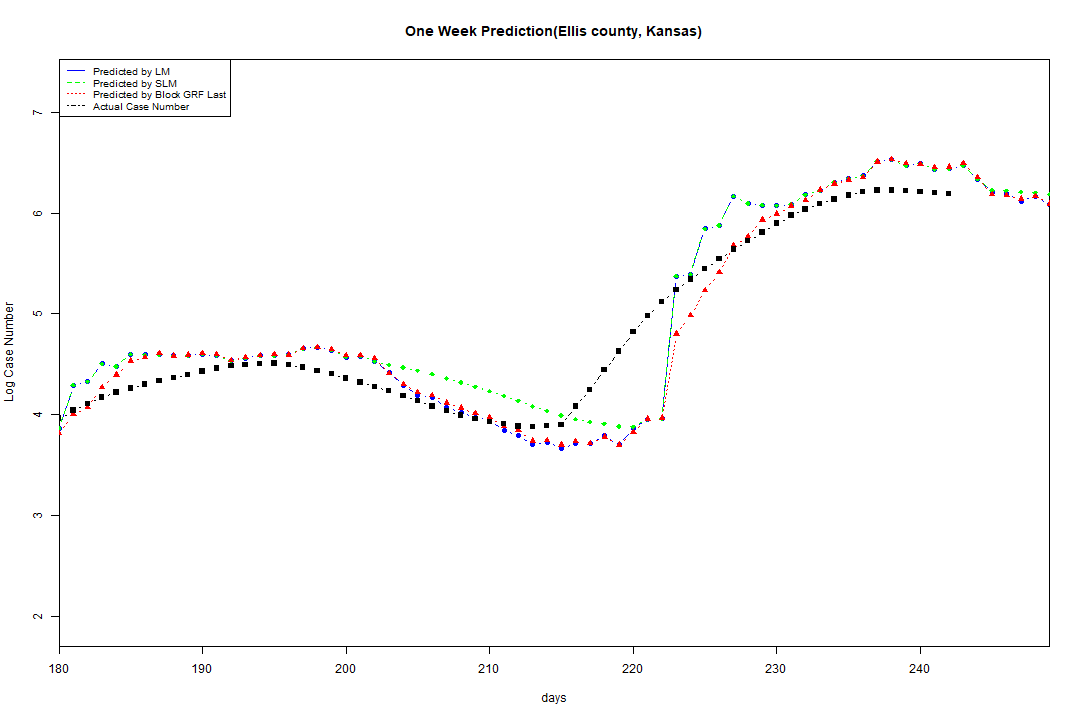 One Week Prediction(Ellis county, Kansas)
Predicted by LM
Predicted by SLM
Predicted by Block GRF Last
Actual Case Number
Log Case Number
7
6
5
4
3
2
180 190 200 210 220 230 240
days